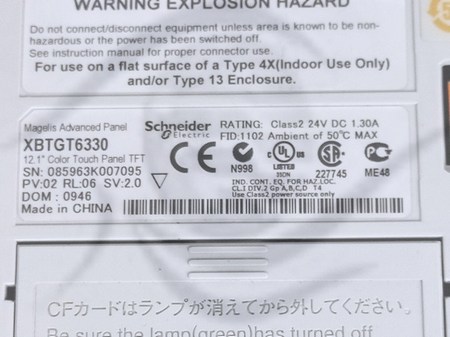 WARNING EXPLOSION HAZARD
Do not connect/disconnect equipment unless area is known to be non-
hazardous or the power has been switched off.
See instruction manual for proper connector use.
For use on a flat surface of a Type 4X(Indoor Use Only)
and/or Type 13 Enclosure.
Magelis Advanced Panel
XBTGT6330
12.1" Color Touch Panel TFT
SN: 085963K007095
PV:02 RL:06 SV:2.0
DOM : 0946
Made in CHINA
Schneider
Electric
RATING: Class2 24V DC 1.30A
FID:1102 Ambient of 50°C MAX
CE
N998
C UL US
LISTED
227745
ME48
IND. CONT. EQ. FOR HAZ.LOC.
CL.I DIV.2 Gp A,B,C,D T4
Use Class2 power source only
CFカードはランプが消えてから外してください。
Be sure the lamp(green)has turned off